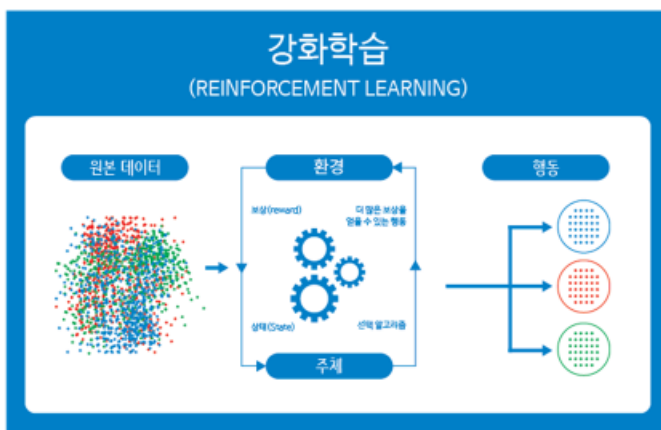 강화학습
(REINFORCEMENT LEARNING)
원본 데이터
환경
행동
보상(reward)
더 많은 보상을
얻을 수 있는 행동
상태(State)
선택 알고리즘
주체